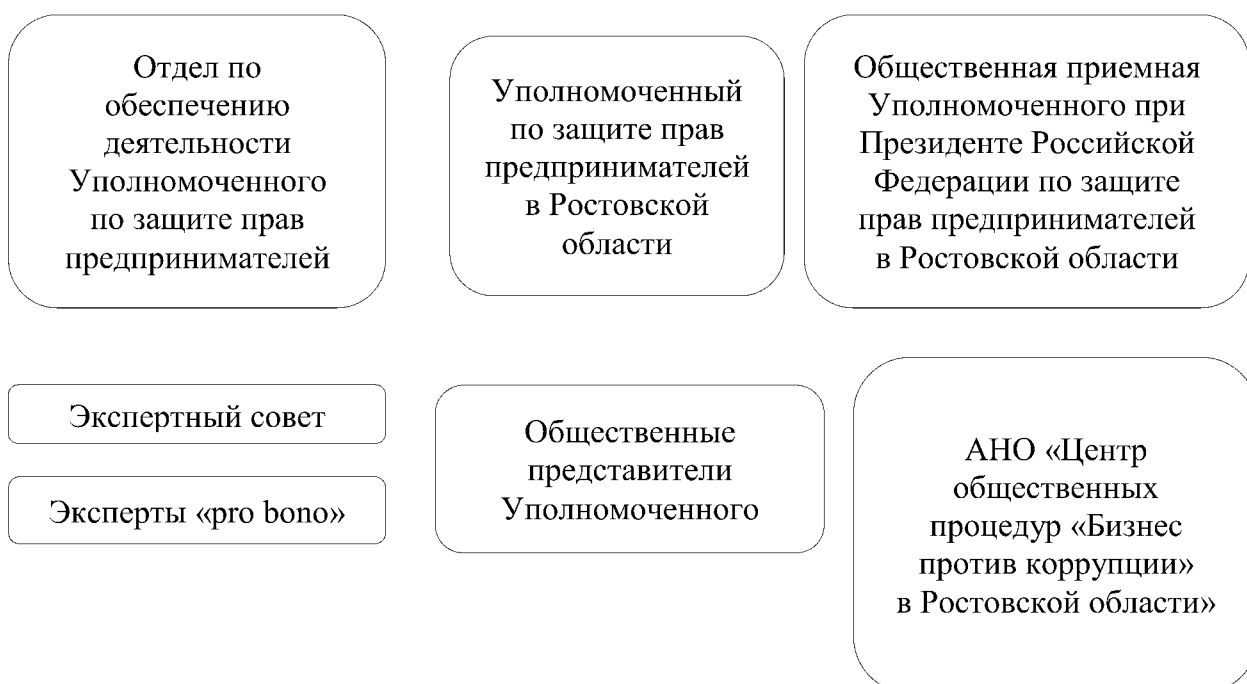 Отдел по
обеспечению
деятельности
Уполномоченного
по защите прав
предпринимателей
Уполномоченный
по защите прав
предпринимателей
в Ростовской
области
Общественная приемная
Уполномоченного при
Президенте Российской
Федерации по защите
прав предпринимателей
в Ростовской области
Экспертный совет
Эксперты «pro bono»
Общественные
представители
Уполномоченного
АНО «Центр
общественных
процедур «Бизнес
против коррупции»
в Ростовской области»